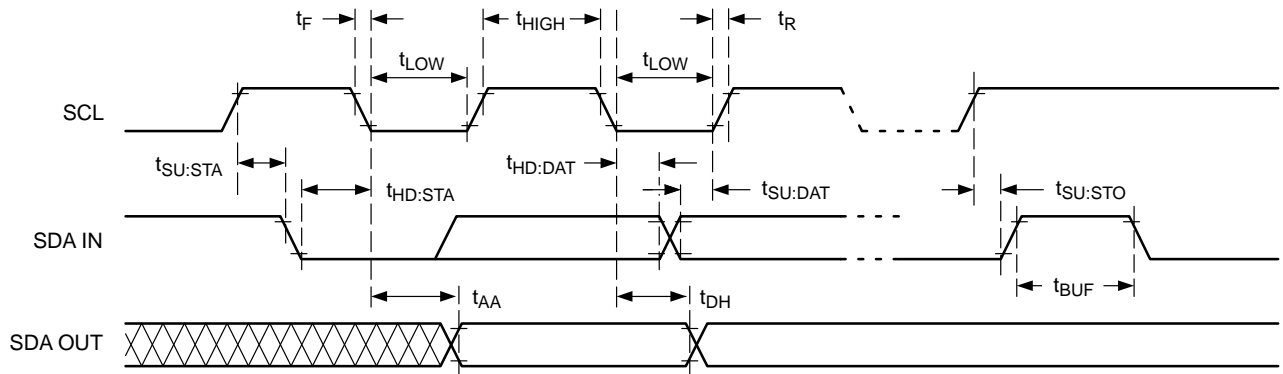 tF
tHIGH
tR
tLOW
tLOW
SCL
tSU:STA
tHD:STA
tHD:DAT
tSU:DAT
tSU:STO
SDA IN
tBUF
tAA
tDH
SDA OUT